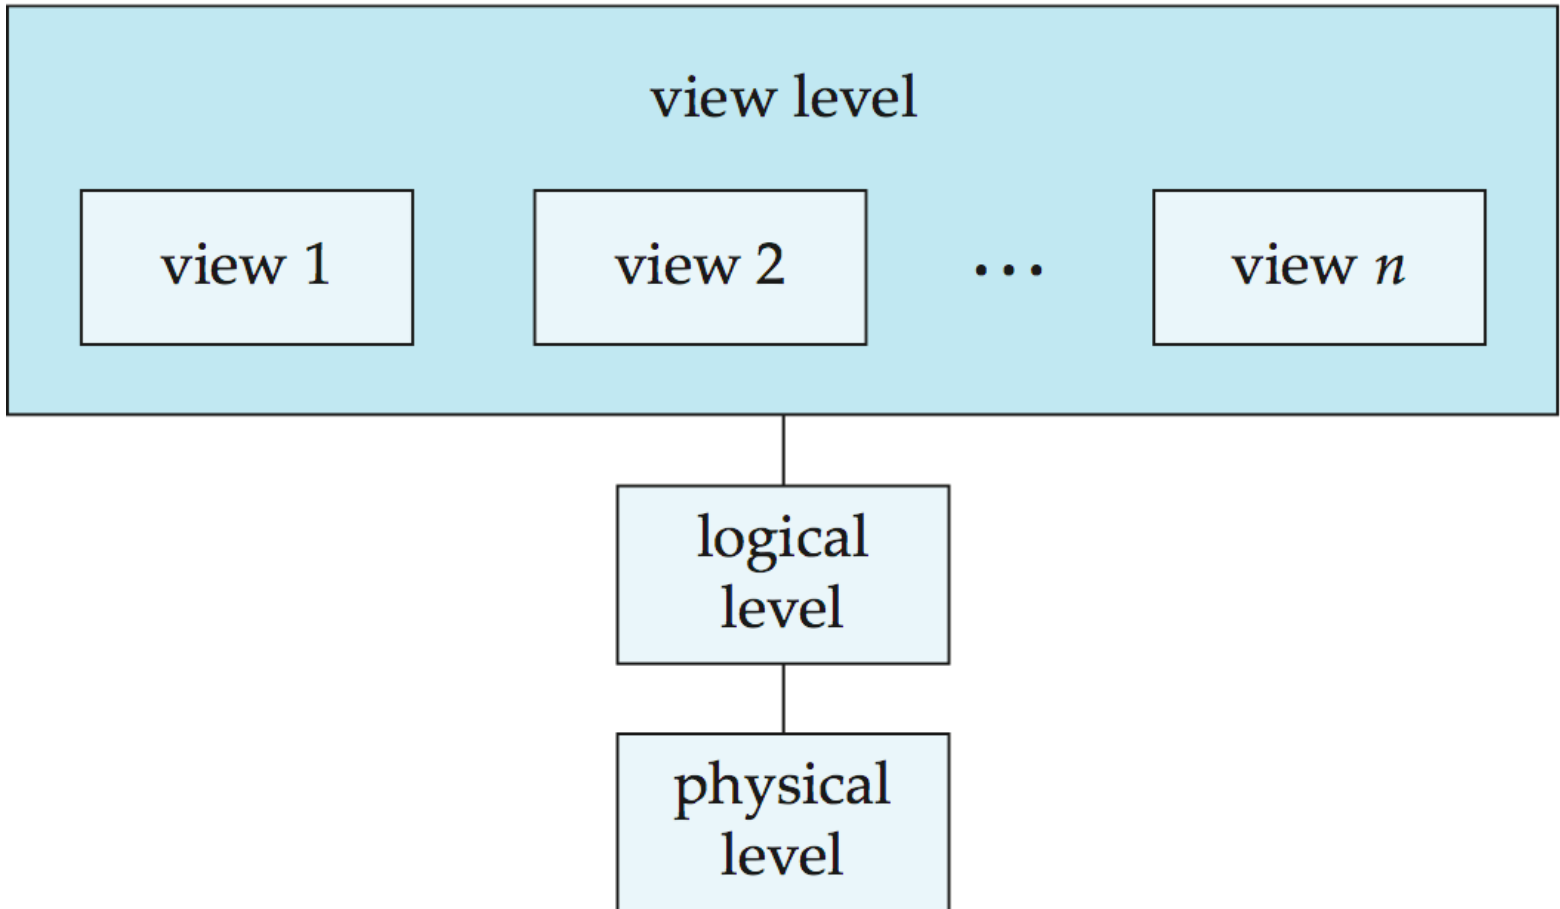 view level
view 1
view 2
...
view n
logical
level
physical
level